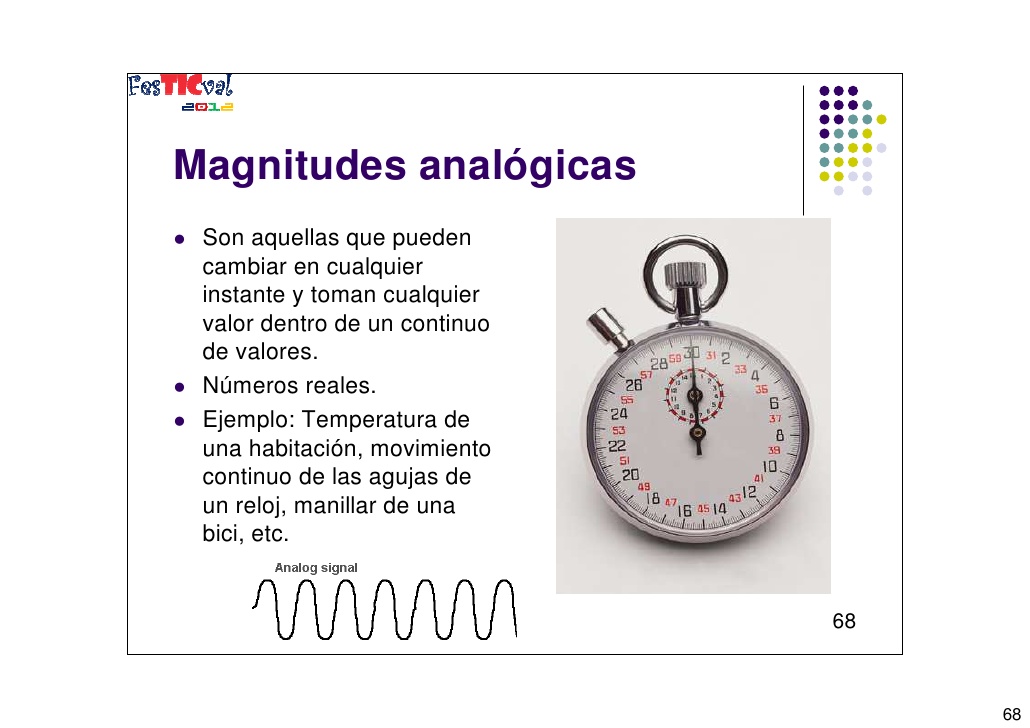 FesTICval
2012
Magnitudes analógicas
Son aquellas que pueden
cambiar en cualquier
instante y toman cualquier
valor dentro de un continuo
de valores.
Números reales.
Ejemplo: Temperatura de
una habitación, movimiento
continuo de las agujas de
un reloj, manillar de una
bici, etc.
Analog signal
30 31 2 33 4 35 6 37 8 39 10 41 12 43 14 45 16 47 18 49 20 51 22 53 24 55 26 57 28 59
68
68